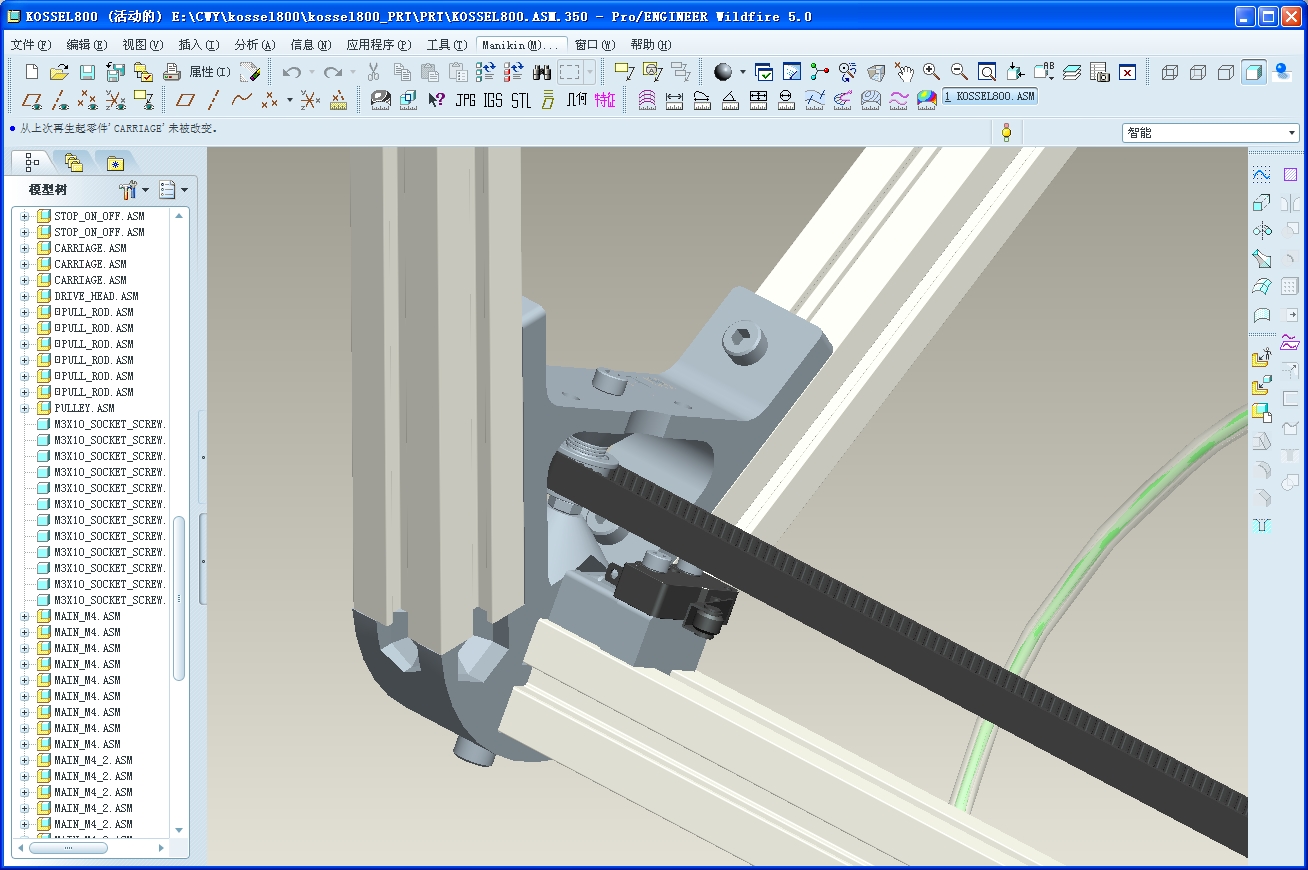 KOSSEL800 (活动的) E:\CWY\kossel800\kossel800_PRT\PRT\KOSSEL800.ASM.350 - Pro/ENGINEER Wildfire 5.0
文件(F) 编辑(E) 视图(V) 插入(I) 分析(A) 信息(N) 应用程序(P) 工具(T) Manikin(M)... 窗口(W) 帮助(H)
属性(I)
JPG IGS STL 几何 特征 1 KOSSEL800.ASM
从上次再生起零件'CARRIAGE'未被改变。
智能
模型树
STOP_ON_OFF.ASM
STOP_ON_OFF.ASM
CARRIAGE.ASM
CARRIAGE.ASM
CARRIAGE.ASM
DRIVE_HEAD.ASM
PULL_ROD.ASM
PULL_ROD.ASM
PULL_ROD.ASM
PULL_ROD.ASM
PULL_ROD.ASM
PULL_ROD.ASM
PULLEY.ASM
M3X10_SOCKET_SCREW.
M3X10_SOCKET_SCREW.
M3X10_SOCKET_SCREW.
M3X10_SOCKET_SCREW.
M3X10_SOCKET_SCREW.
M3X10_SOCKET_SCREW.
M3X10_SOCKET_SCREW.
M3X10_SOCKET_SCREW.
M3X10_SOCKET_SCREW.
M3X10_SOCKET_SCREW.
M3X10_SOCKET_SCREW.
M3X10_SOCKET_SCREW.
MAIN_M4.ASM
MAIN_M4.ASM
MAIN_M4.ASM
MAIN_M4.ASM
MAIN_M4.ASM
MAIN_M4.ASM
MAIN_M4.ASM
MAIN_M4.ASM
MAIN_M4.ASM
MAIN_M4_2.ASM
MAIN_M4_2.ASM
MAIN_M4_2.ASM
MAIN_M4_2.ASM
MAIN_M4_2.ASM